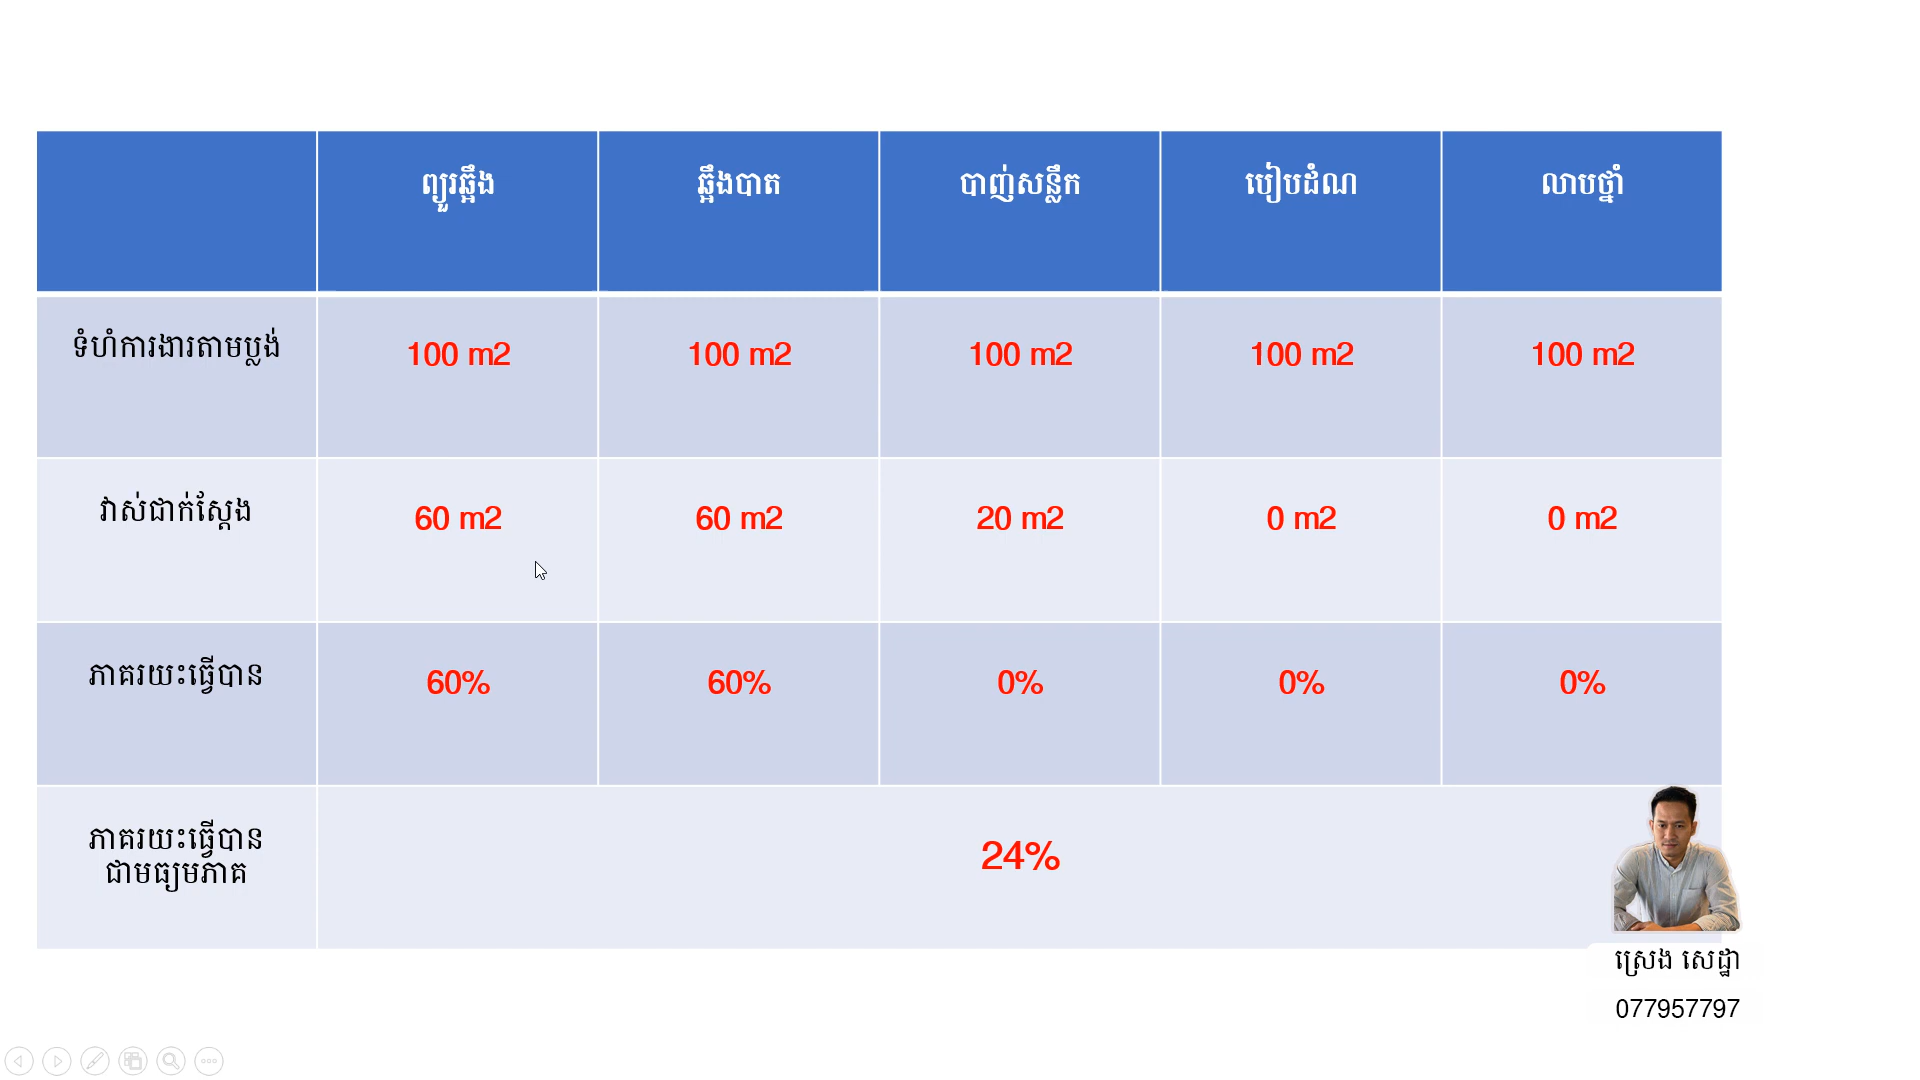 ព្យួរឆ្អឹង ឆ្អឹងបាត បាញ់សន្លឹក បៀបដំណ លាបថ្នាំ
ទំហំការងារតាមប្លង់ 100 m2 100 m2 100 m2 100 m2 100 m2
វាស់ជាក់ស្តែង 60 m2 60 m2 20 m2 0 m2 0 m2
ភាគរយះធ្វើបាន 60% 60% 0% 0% 0%
ភាគរយះធ្វើបាន
ជាមធ្យមភាគ
24%
ស្រេង សេដ្ឋា
077957797